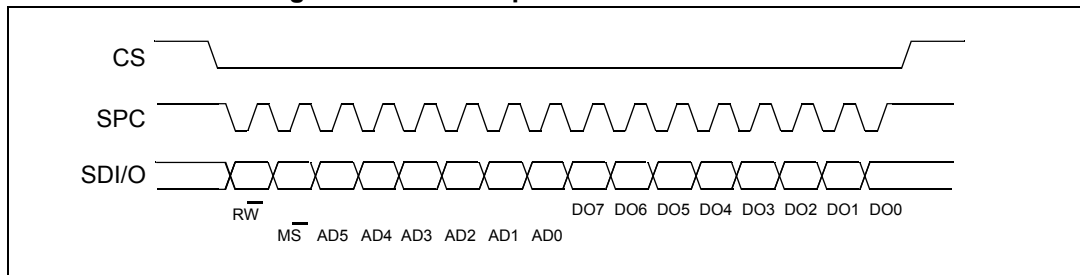 CS
SPC
SDI/O
RW
DO7 DO6 DO5 DO4 DO3 DO2 DO1 DO0
MS AD5 AD4 AD3 AD2 AD1 AD0